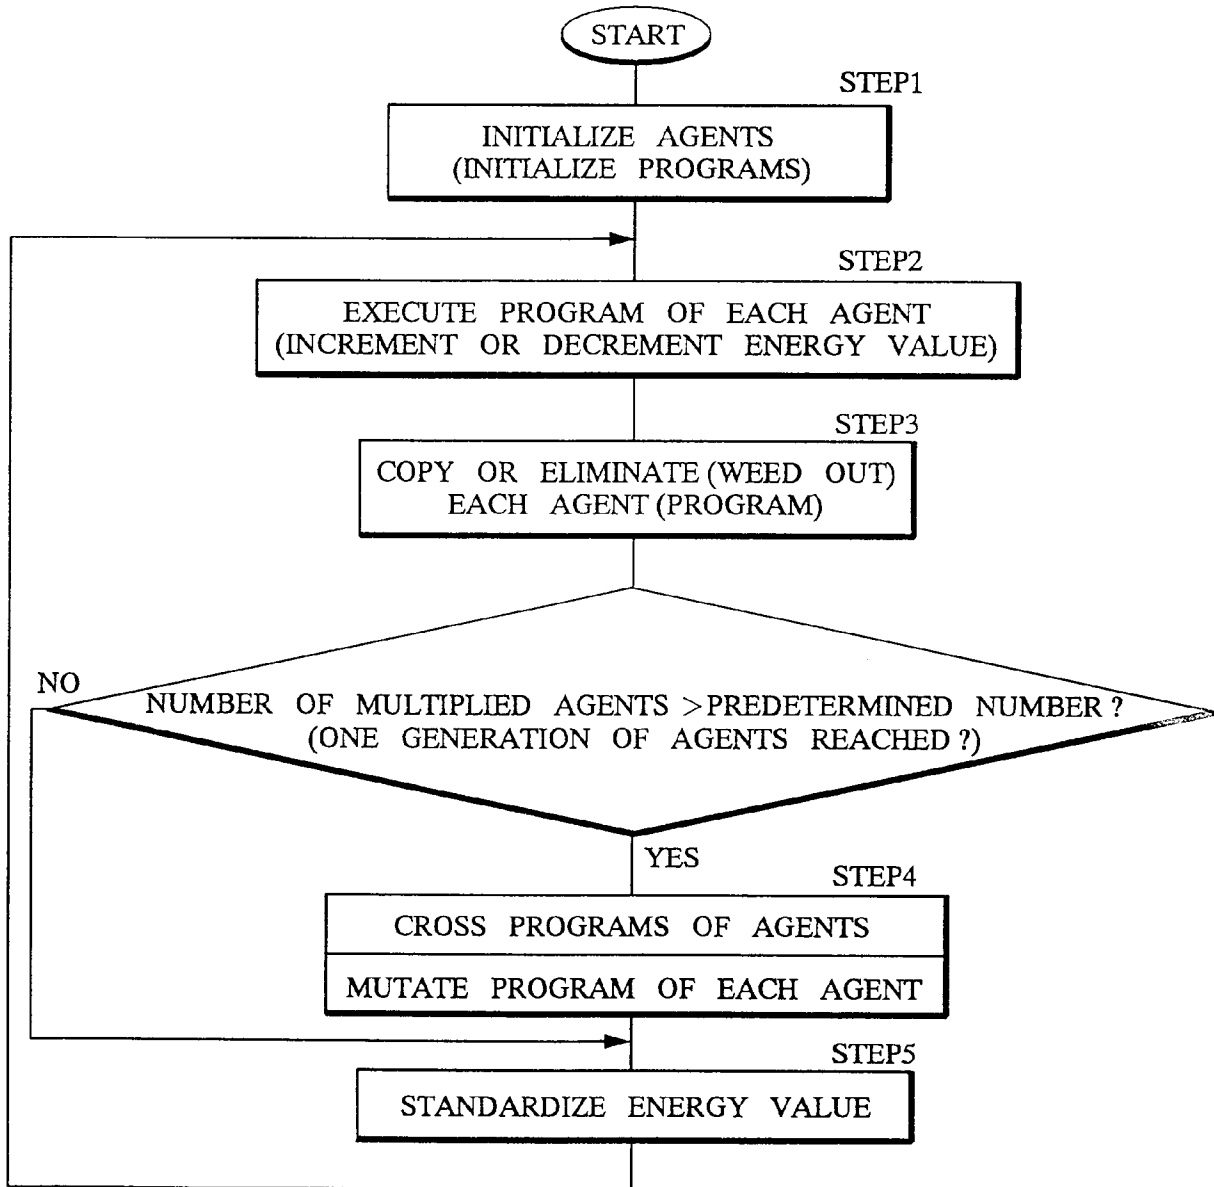 START
STEP1
INITIALIZE AGENTS
(INITIALIZE PROGRAMS)
STEP2
EXECUTE PROGRAM OF EACH AGENT
(INCREMENT OR DECREMENT ENERGY VALUE)
STEP3
COPY OR ELIMINATE (WEED OUT)
EACH AGENT (PROGRAM)
NO
NUMBER OF MULTIPLIED AGENTS >PREDETERMINED NUMBER ?
(ONE GENERATION OF AGENTS REACHED ?)
YES
STEP4
CROSS PROGRAMS OF AGENTS
MUTATE PROGRAM OF EACH AGENT
STEP5
STANDARDIZE ENERGY VALUE